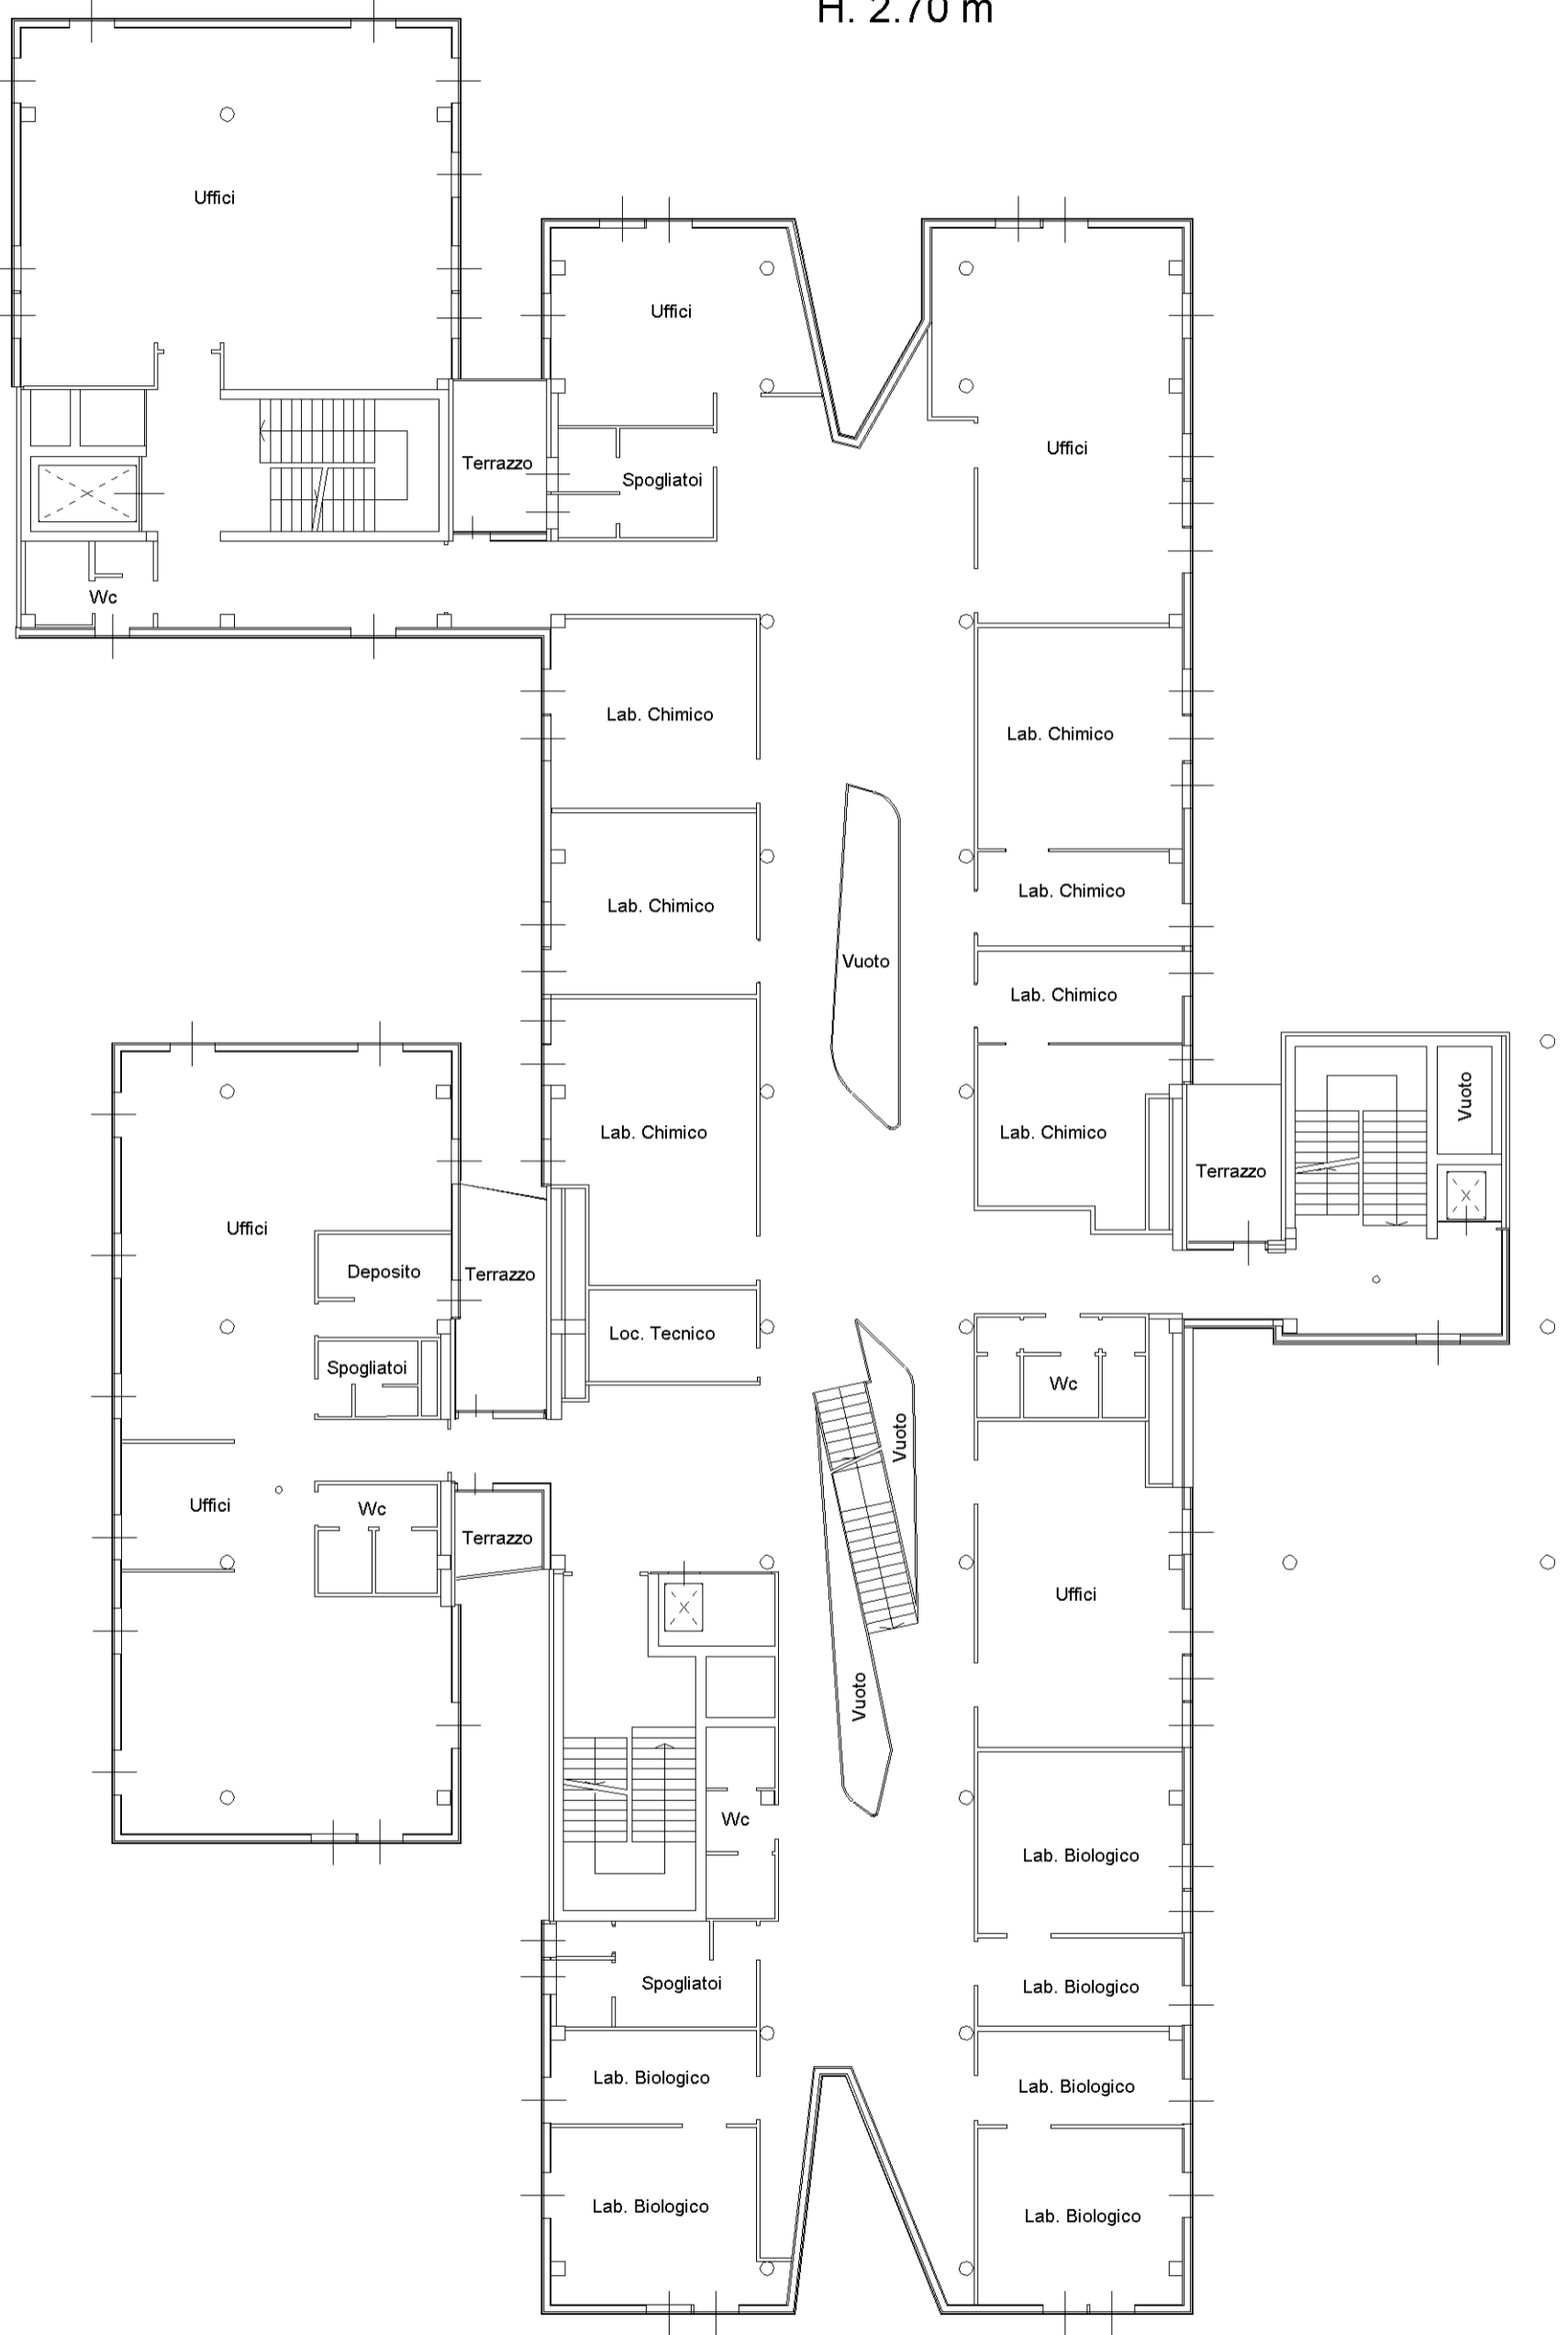 H. 2.70 m
Uffici
Uffici
Uffici
Terrazzo
Spogliatoi
Wc
Lab. Chimico
Lab. Chimico
Lab. Chimico
Lab. Chimico
Vuoto
Lab. Chimico
Vuoto
Lab. Chimico
Lab. Chimico
Terrazzo
Uffici
Deposito
Terrazzo
Loc. Tecnico
Spogliatoi
Wc
Vuoto
Uffici
Wc
Terrazzo
Uffici
Vuoto
Wc
Lab. Biologico
Spogliatoi
Lab. Biologico
Lab. Biologico
Lab. Biologico
Lab. Biologico
Lab. Biologico